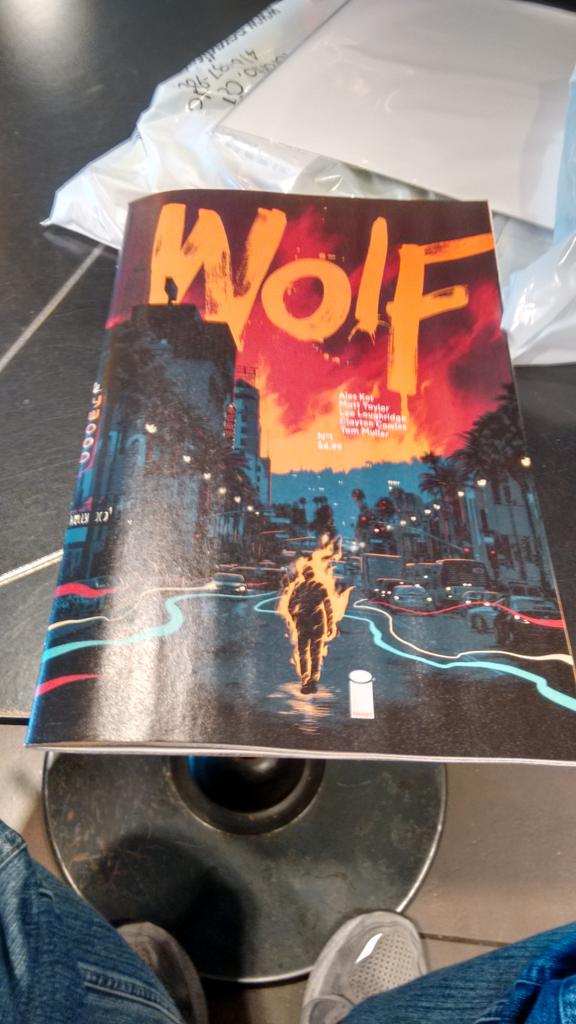 WOLF
Ales Kot
Matt Taylor
Lee Loughridge
Clayton Cowles
Tom Muller
Nº1
$4.99